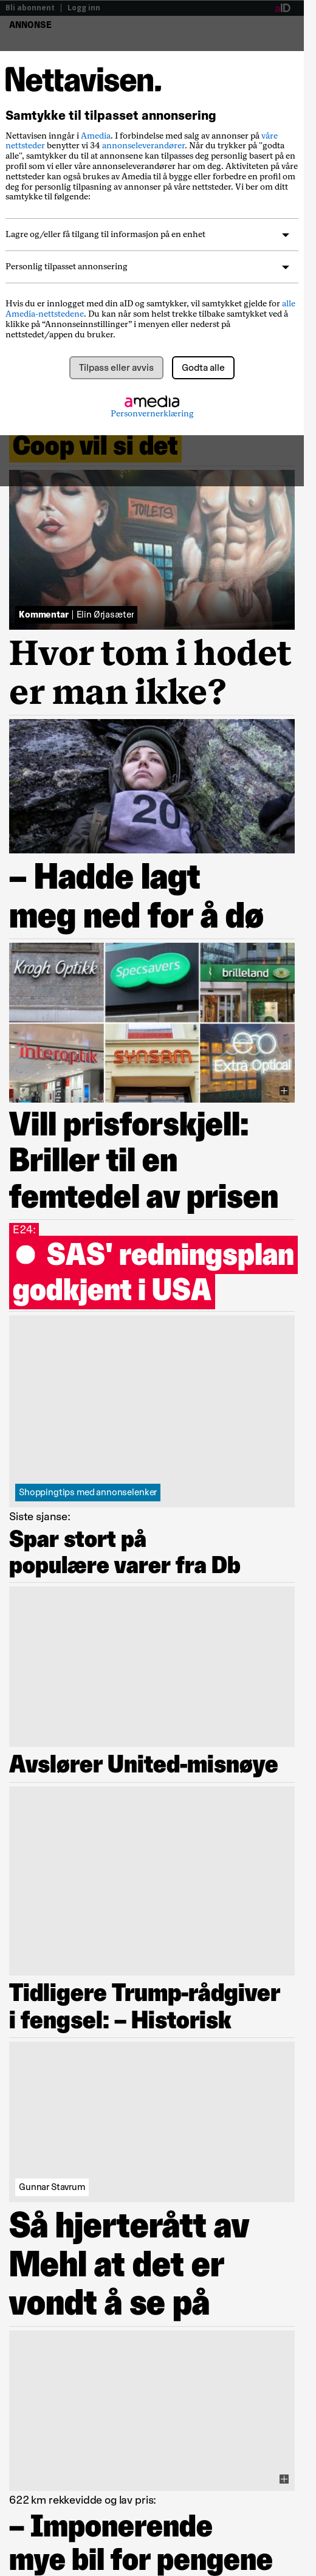 Bli abonnent | Logg inn
aID
ANNONSE
Nettavisen.
Samtykke til tilpasset annonsering
Nettavisen inngår i Amedia. I forbindelse med salg av annonser på våre
nettsteder benytter vi 34 annonseleverandører. Når du trykker på "godta
alle", samtykker du til at annonsene kan tilpasses deg personlig basert på en
profil som vi eller våre annonseleverandører har om deg. Aktiviteten på våre
nettsteder kan også brukes av Amedia til å bygge eller forbedre en profil om
deg for personlig tilpasning av annonser på våre nettsteder. Vi ber om ditt
samtykke til følgende:
Lagre og/eller få tilgang til informasjon på en enhet
Personlig tilpasset annonsering
Hvis du er innlogget med din aID og samtykker, vil samtykket gjelde for alle
Amedia-nettstedene. Du kan når som helst trekke tilbake samtykket ved å
klikke på “Annonseinnstillinger” i menyen eller nederst på
nettstedet/appen du bruker.
Tilpass eller avvis
Godta alle
amedia
Personvernerklæring
Coop vil si det
TOILETS
Kommentar | Elin Ørjasæter
Hvor tom i hodet
er man ikke?
20
– Hadde lagt
meg ned for å dø
Krogh Optikk
Specsavers
brilleland
interoptik
SYNSAM
Extra Optical
Vill prisforskjell:
Briller til en
femtedel av prisen
E24:
● SAS' redningsplan
godkjent i USA
Shoppingtips med annonselenker
Siste sjanse:
Spar stort på
populære varer fra Db
Avslører United-misnøye
Tidligere Trump-rådgiver
i fengsel: – Historisk
Gunnar Stavrum
Så hjerterått av
Mehl at det er
vondt å se på
622 km rekkevidde og lav pris:
– Imponerende
mye bil for pengene